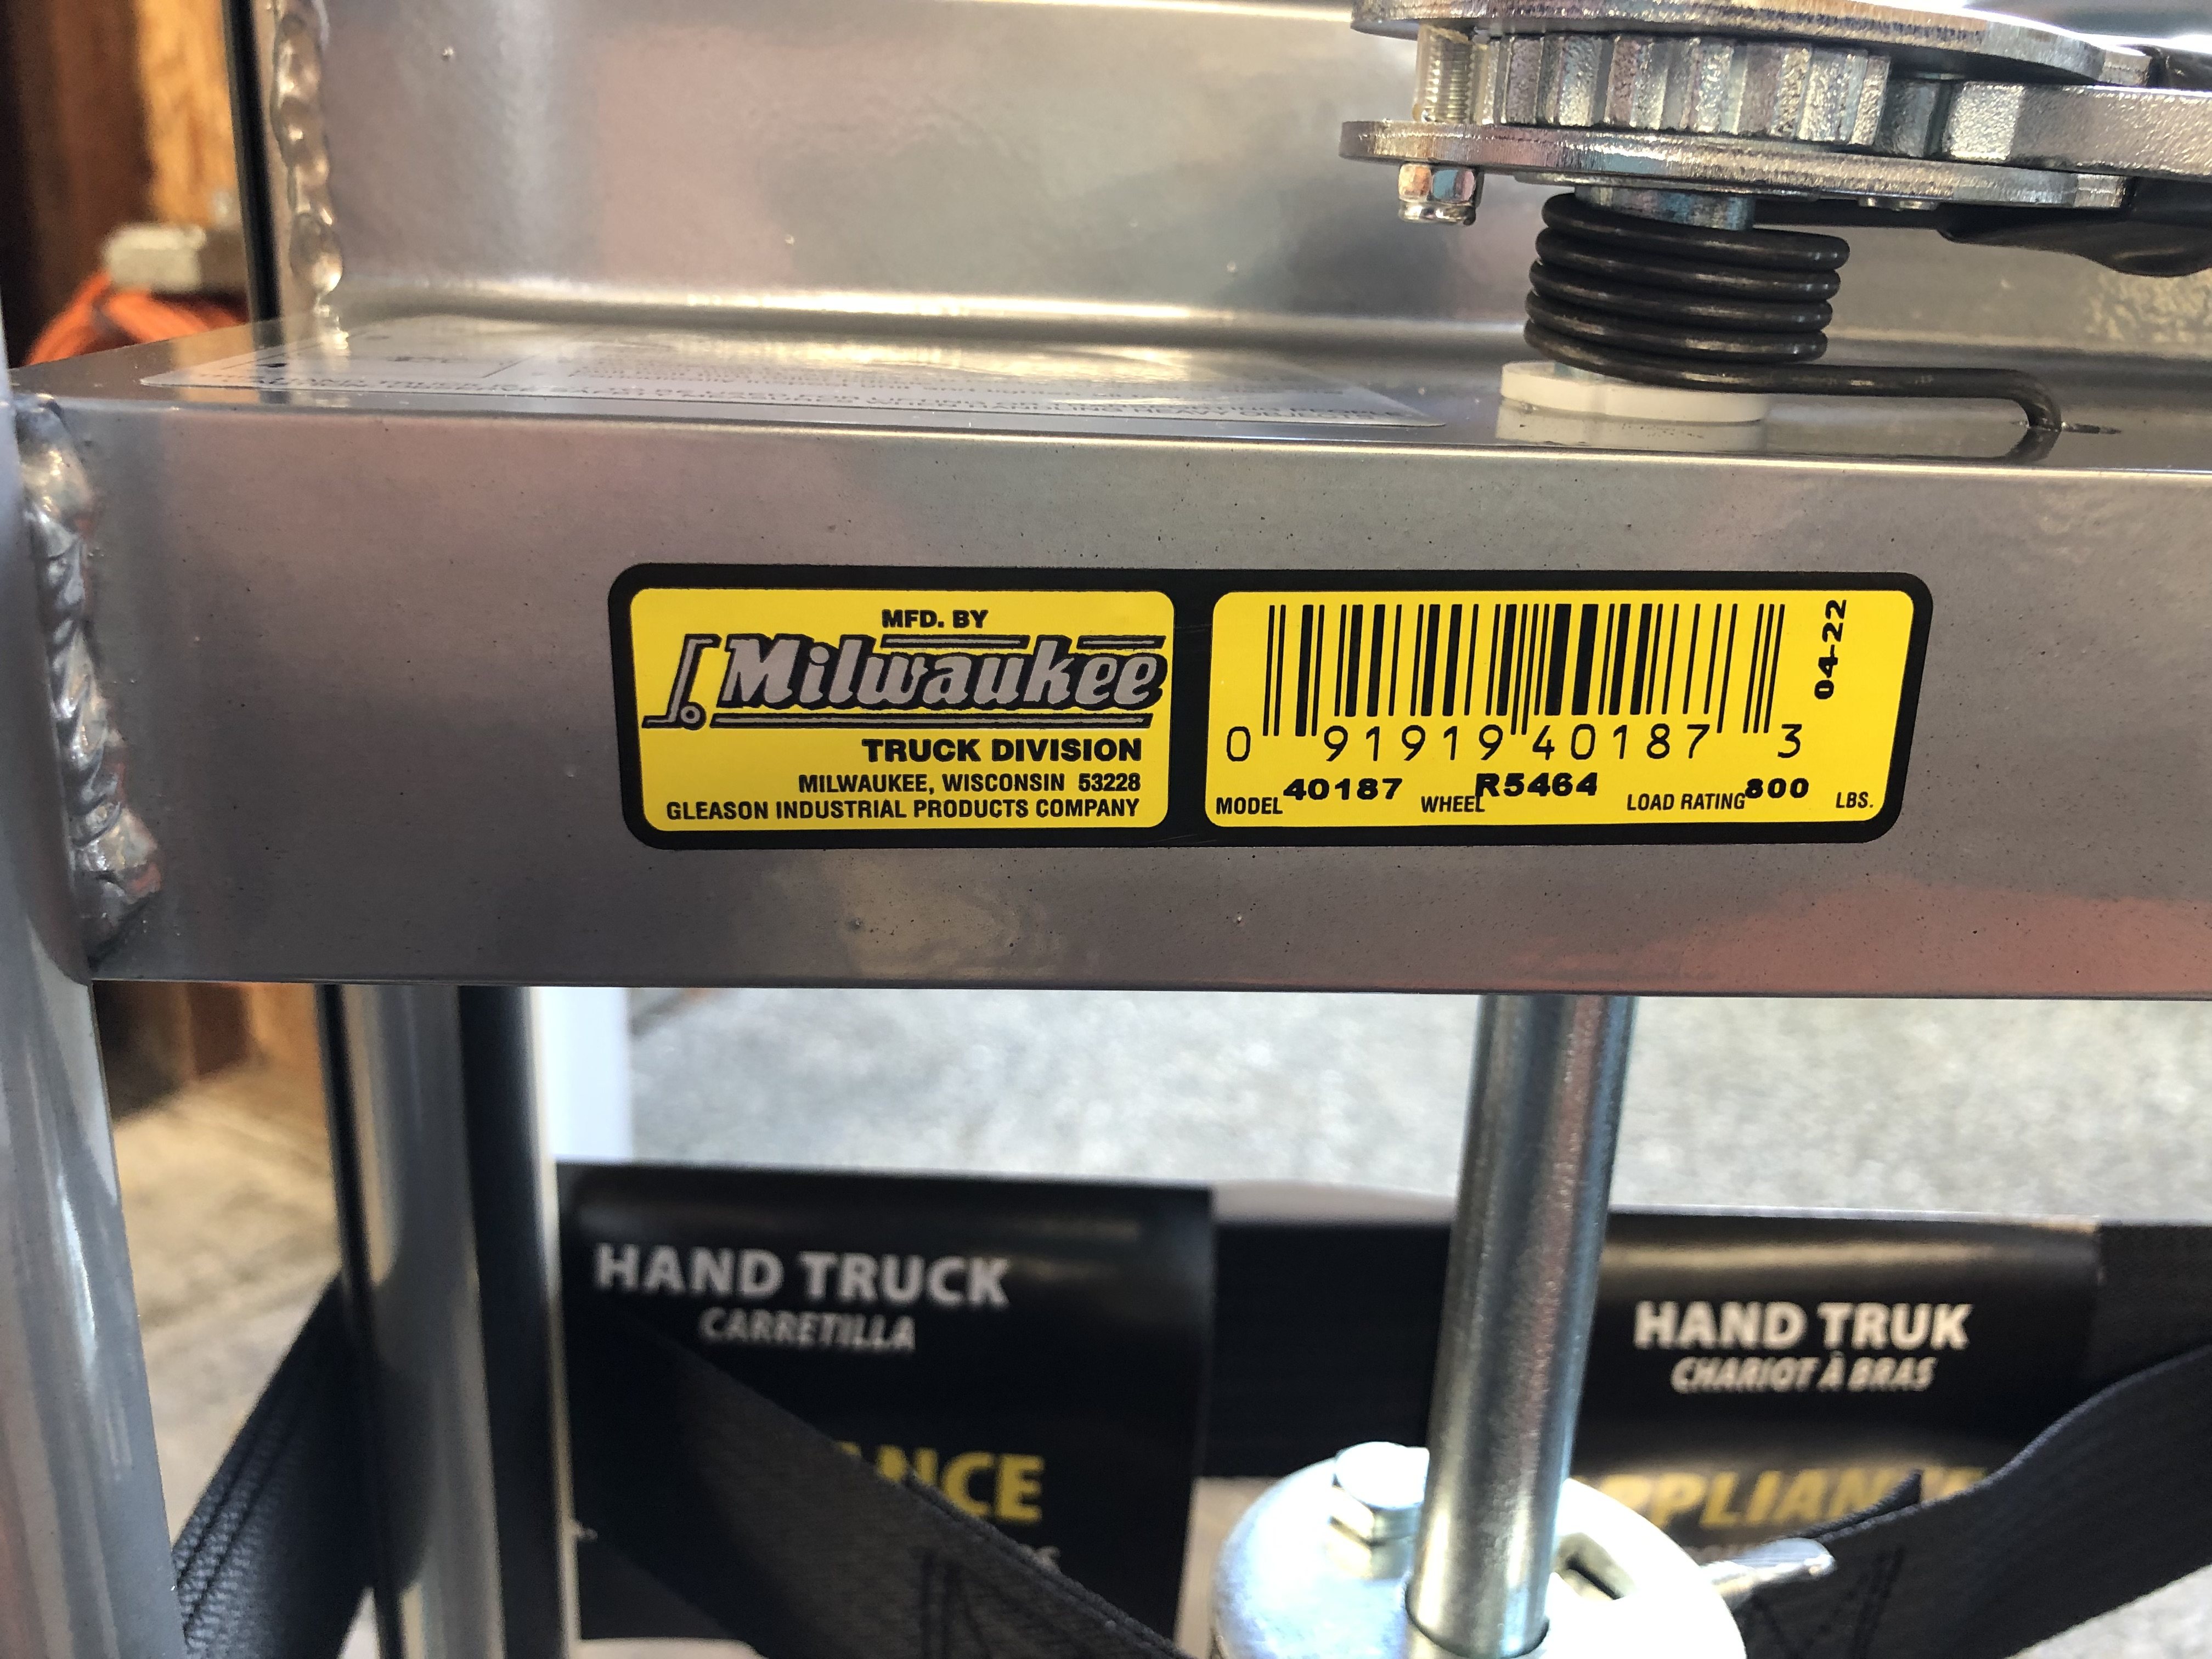 MFD. BY
Milwaukee
TRUCK DIVISION
MILWAUKEE, WISCONSIN 53228
GLEASON INDUSTRIAL PRODUCTS COMPANY
04-22
0 91919 40187 3
MODEL 40187 WHEEL R5464 LOAD RATING 800 LBS.
HAND TRUCK
CARRETILLA
HAND TRUK
CHARIOT À BRAS